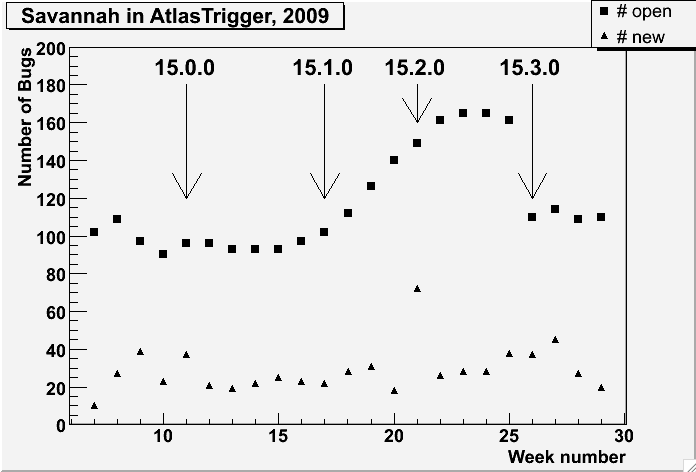 Savannah in AtlasTrigger, 2009
# open
# new
Number of Bugs
200
180
160
140
120
100
80
60
40
20
0
15.0.0 15.1.0 15.2.0 15.3.0
10 15 20 25 30
Week number